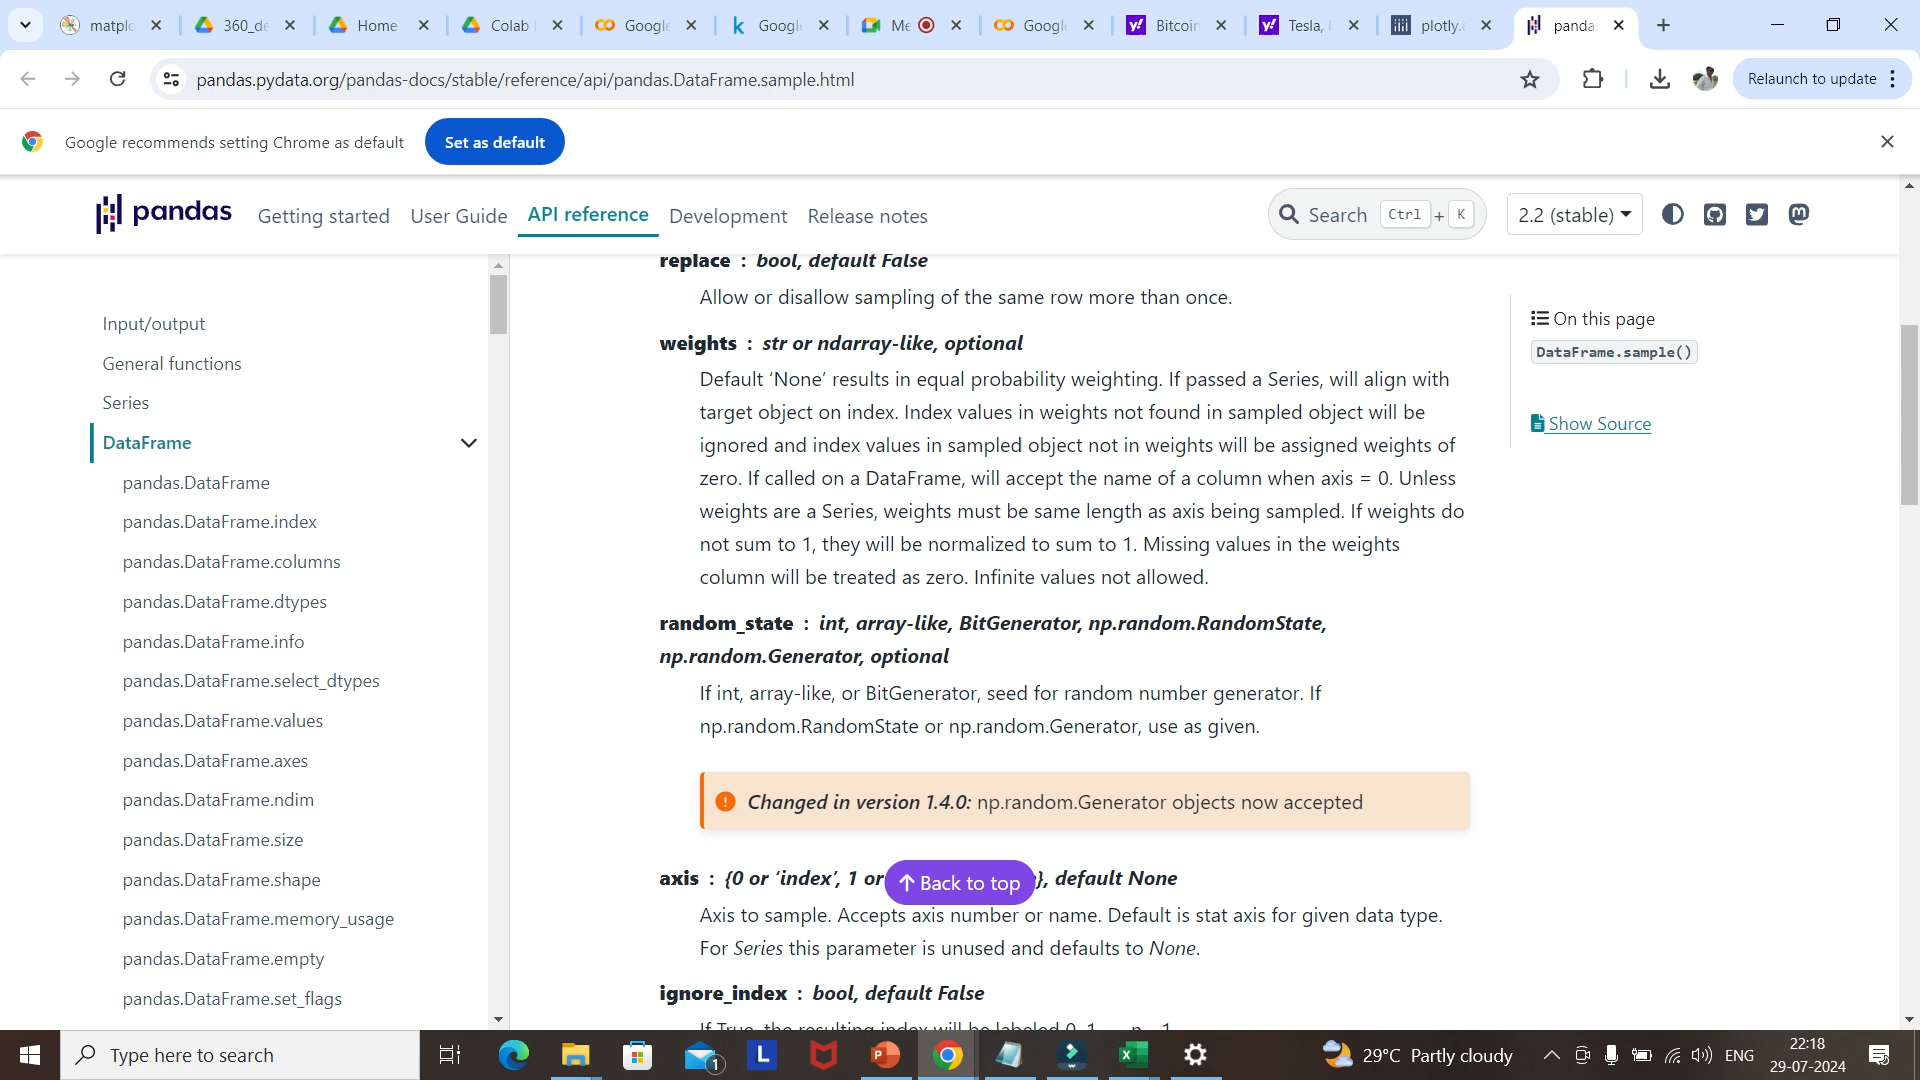 matplo
360_de
Home
Colab
Google
Google
Me
Google
Bitcoin
Tesla,
plotly.e
panda
pandas.pydata.org/pandas-docs/stable/reference/api/pandas.DataFrame.sample.html
Relaunch to update
Google recommends setting Chrome as default
Set as default
pandas
Getting started
User Guide
API reference
Development
Release notes
Search Ctrl + K
2.2 (stable)
Input/output
General functions
Series
DataFrame
pandas.DataFrame
pandas.DataFrame.index
pandas.DataFrame.columns
pandas.DataFrame.dtypes
pandas.DataFrame.info
pandas.DataFrame.select_dtypes
pandas.DataFrame.values
pandas.DataFrame.axes
pandas.DataFrame.ndim
pandas.DataFrame.size
pandas.DataFrame.shape
pandas.DataFrame.memory_usage
pandas.DataFrame.empty
pandas.DataFrame.set_flags
replace : bool, default False
Allow or disallow sampling of the same row more than once.
weights : str or ndarray-like, optional
Default ‘None’ results in equal probability weighting. If passed a Series, will align with
target object on index. Index values in weights not found in sampled object will be
ignored and index values in sampled object not in weights will be assigned weights of
zero. If called on a DataFrame, will accept the name of a column when axis = 0. Unless
weights are a Series, weights must be same length as axis being sampled. If weights do
not sum to 1, they will be normalized to sum to 1. Missing values in the weights
column will be treated as zero. Infinite values not allowed.
random_state : int, array-like, BitGenerator, np.random.RandomState,
np.random.Generator, optional
If int, array-like, or BitGenerator, seed for random number generator. If
np.random.RandomState or np.random.Generator, use as given.
Changed in version 1.4.0: np.random.Generator objects now accepted
axis : {0 or ‘index’, 1 or }, default None
Back to top
Axis to sample. Accepts axis number or name. Default is stat axis for given data type.
For Series this parameter is unused and defaults to None.
ignore_index : bool, default False
If True, the resulting index will be labeled 0, 1, …, n - 1.
On this page
DataFrame.sample()
Show Source
Type here to search
1
L
29°C Partly cloudy
ENG
22:18
29-07-2024